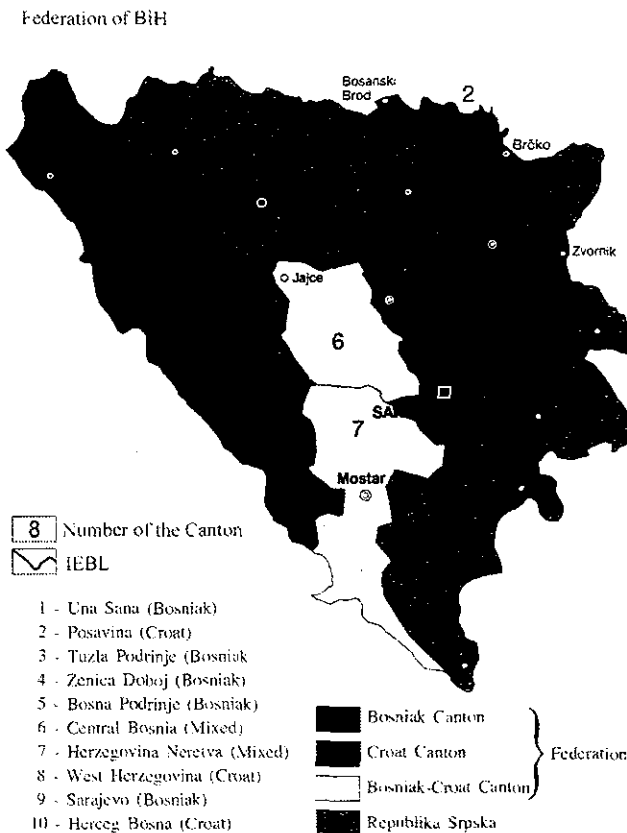 Federation of BiH
Bosanski
Brod
2
Brčko
Zvornik
Jajce
6
SA
7
Mostar
8 Number of the Canton
IEBL
1 - Una Sana (Bosniak)
2 - Posavina (Croat)
3 - Tuzla Podrinje (Bosniak
4 - Zenica Doboj (Bosniak)
5 - Bosna Podrinje (Bosniak)
6 - Central Bosnia (Mixed)
7 - Herzegovina Neretva (Mixed)
8 - West Herzegovina (Croat)
9 - Sarajevo (Bosniak)
10 - Herceg Bosna (Croat)
Bosniak Canton
Croat Canton
Federation
Bosniak-Croat Canton
Republika Srpska